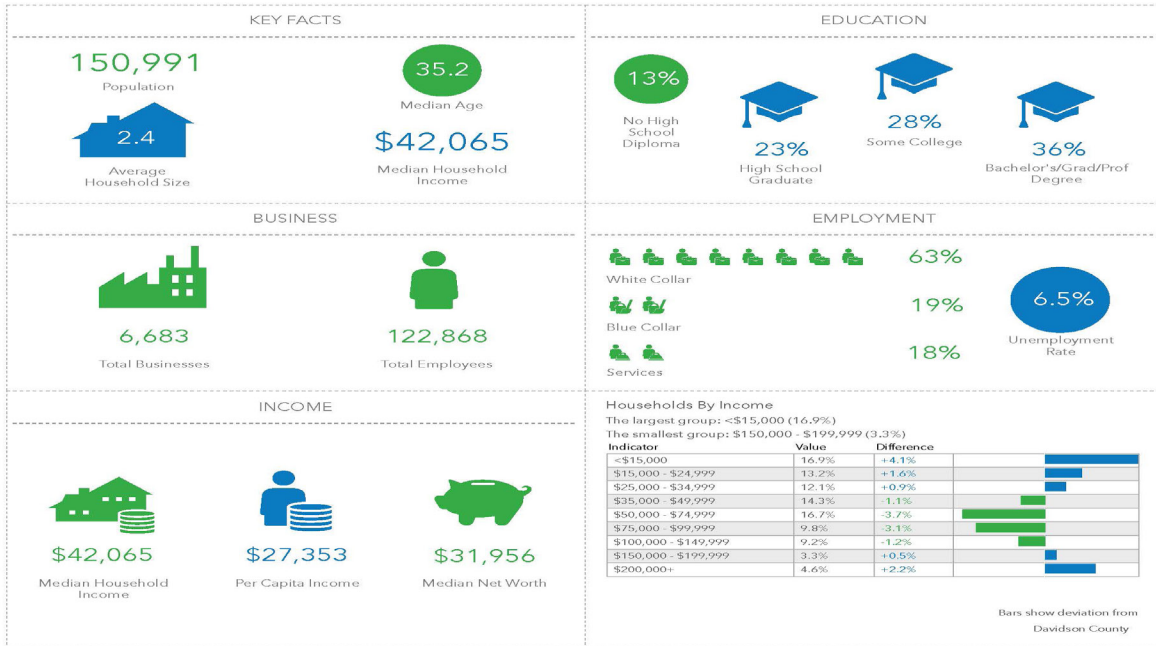 KEY FACTS
150,991
Population
35.2
Median Age
2.4
Average
Household Size
$42,065
Median Household
Income
EDUCATION
13%
No High
School
Diploma
23%
High School
Graduate
28%
Some College
36%
Bachelor's/Grad/Prof
Degree
BUSINESS
6,683
Total Businesses
122,868
Total Employees
EMPLOYMENT
63%
White Collar
19%
Blue Collar
18%
Services
6.5%
Unemployment
Rate
INCOME
$42,065
Median Household
Income
$27,353
Per Capita Income
$31,956
Median Net Worth
Households By Income
The largest group: <$15,000 (16.9%)
The smallest group: $150,000 - $199,999 (3.3%)
Indicator Value Difference
<$15,000 16.9% +4.1%
$15,000 - $24,999 13.2% +1.6%
$25,000 - $34,999 12.1% +0.9%
$35,000 - $49,999 14.3% -1.1%
$50,000 - $74,999 16.7% -3.7%
$75,000 - $99,999 9.8% -3.1%
$100,000 - $149,999 9.2% -1.2%
$150,000 - $199,999 3.3% +0.5%
$200,000+ 4.6% +2.2%
Bars show deviation from
Davidson County